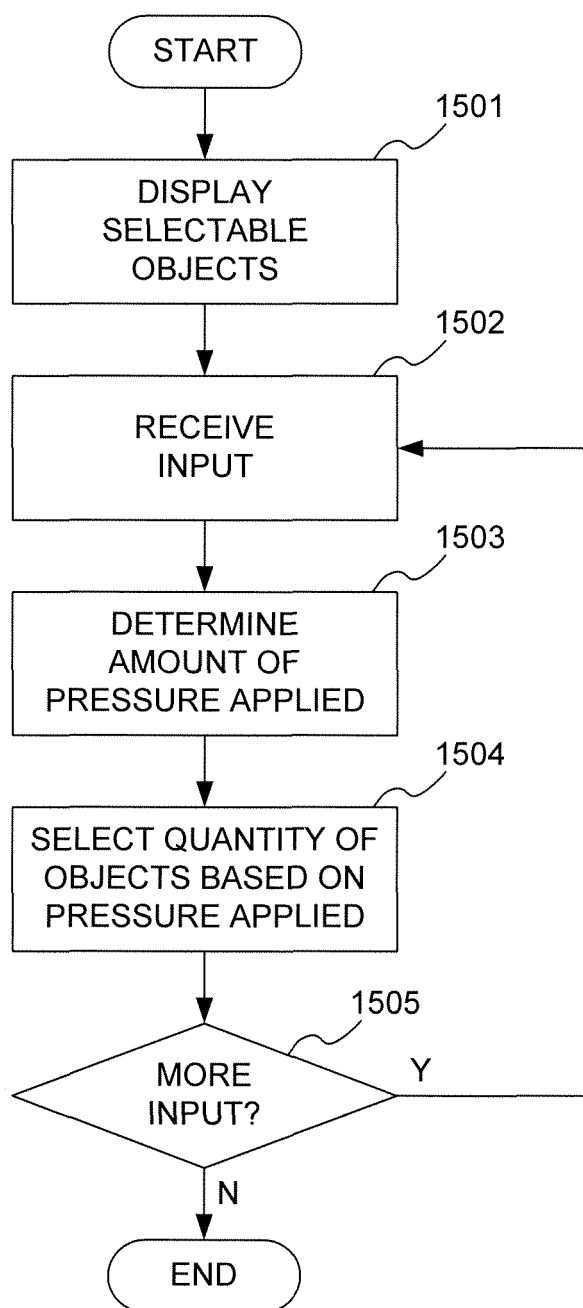 START
1501
DISPLAY
SELECTABLE
OBJECTS
1502
RECEIVE
INPUT
1503
DETERMINE
AMOUNT OF
PRESSURE APPLIED
1504
SELECT QUANTITY OF
OBJECTS BASED ON
PRESSURE APPLIED
1505
MORE
INPUT?
Y
N
END